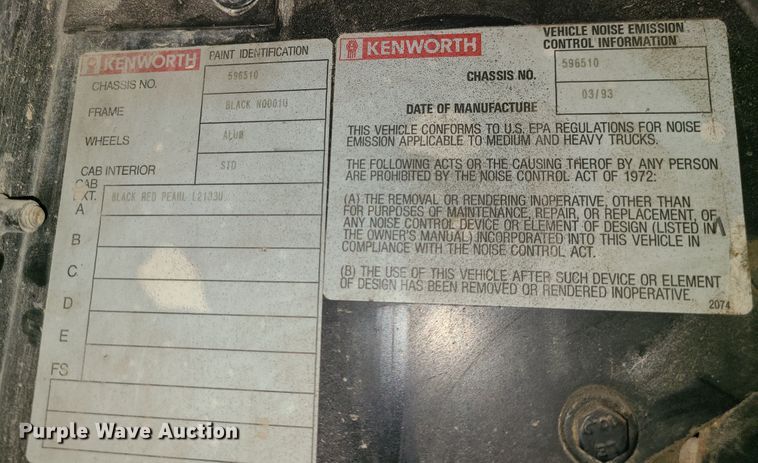 KENWORTH PAINT IDENTIFICATION
CHASSIS NO. 596510
FRAME BLACK N0001U
WHEELS ALUM
CAB INTERIOR STD
CAB
EXT.
A BLACK RED PEARL L2133U
B
C
D
E
FS
KENWORTH
VEHICLE NOISE EMISSION
CONTROL INFORMATION
CHASSIS NO. 596510
DATE OF MANUFACTURE 03/93
THIS VEHICLE CONFORMS TO U.S. EPA REGULATIONS FOR NOISE
EMISSION APPLICABLE TO MEDIUM AND HEAVY TRUCKS.
THE FOLLOWING ACTS OR THE CAUSING THEROF BY ANY PERSON
ARE PROHIBITED BY THE NOISE CONTROL ACT OF 1972:
(A) THE REMOVAL OR RENDERING INOPERATIVE, OTHER THAN
FOR PURPOSES OF MAINTENANCE, REPAIR, OR REPLACEMENT, OF
ANY NOISE CONTROL DEVICE OR ELEMENT OF DESIGN (LISTED IN
THE OWNER'S MANUAL) INCORPORATED INTO THIS VEHICLE IN
COMPLIANCE WITH THE NOISE CONTROL ACT.
(B) THE USE OF THIS VEHICLE AFTER SUCH DEVICE OR ELEMENT
OF DESIGN HAS BEEN REMOVED OR RENDERED INOPERATIVE.
2074
Purple Wave Auction